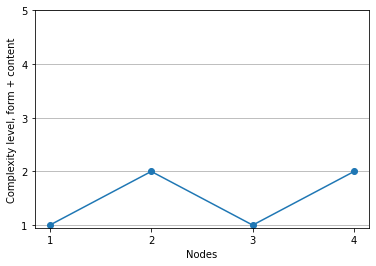 5
4
3
2
1
Complexity level, form + content
1 2 3 4
Nodes